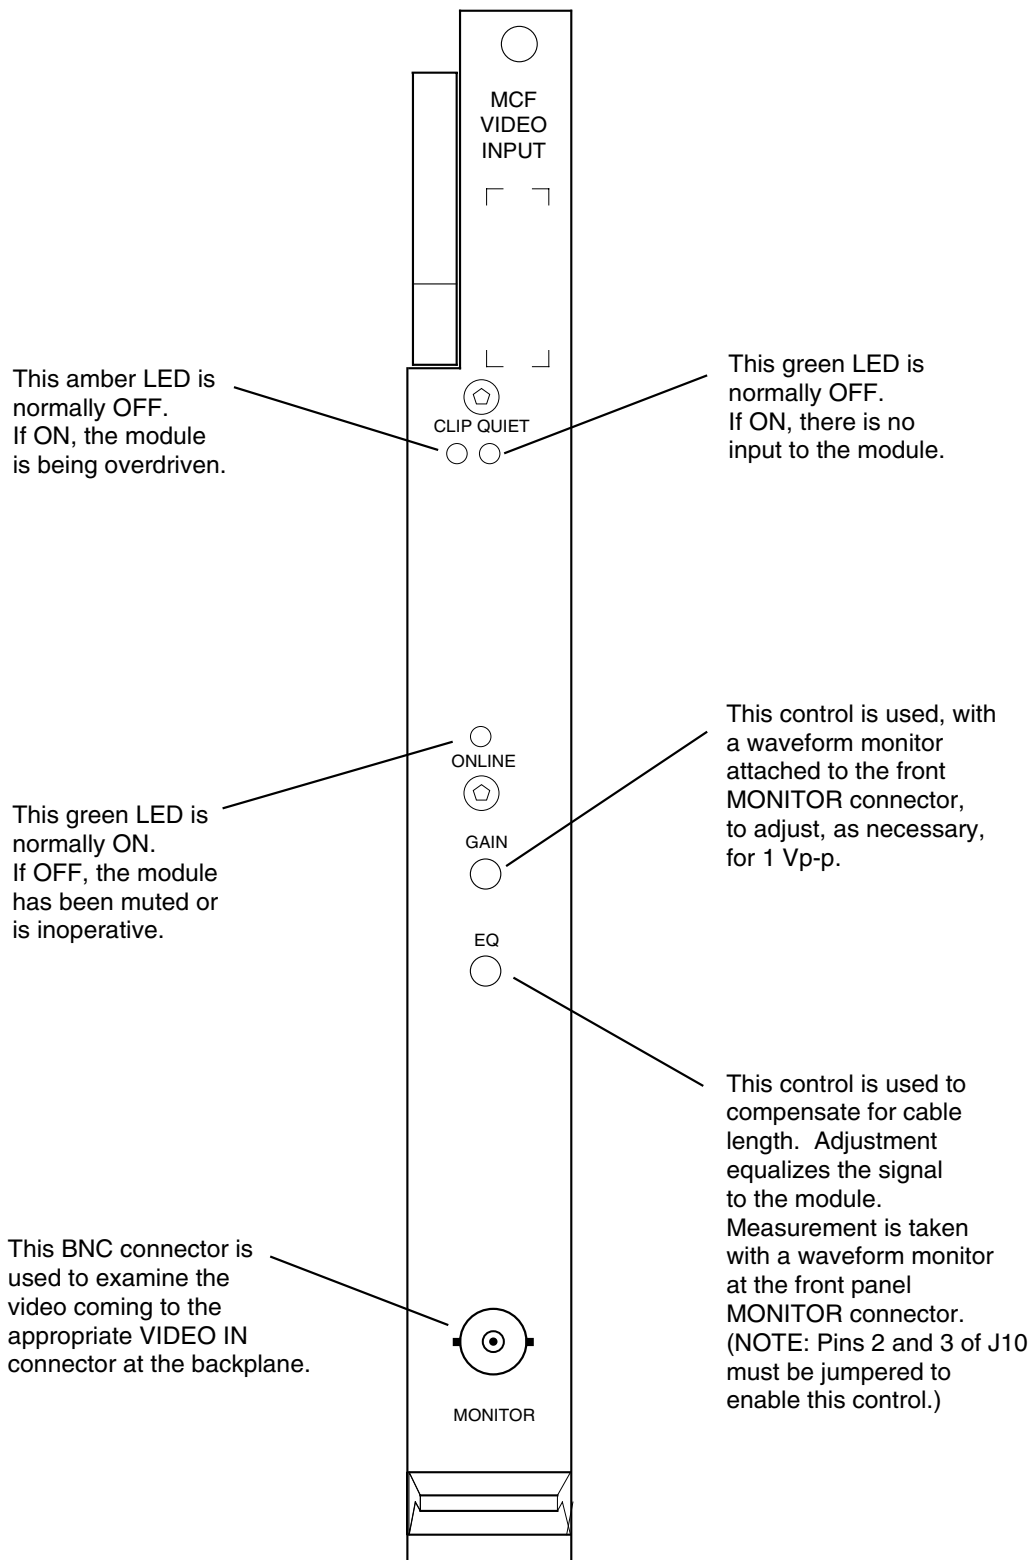 MCF
VIDEO
INPUT
This amber LED is
normally OFF.
If ON, the module
is being overdriven.
This green LED is
normally OFF.
If ON, there is no
input to the module.
CLIP QUIET
This green LED is
normally ON.
If OFF, the module
has been muted or
is inoperative.
ONLINE
GAIN
EQ
This control is used, with
a waveform monitor
attached to the front
MONITOR connector,
to adjust, as necessary,
for 1 Vp-p.
This control is used to
compensate for cable
length.  Adjustment
equalizes the signal
to the module.
Measurement is taken
with a waveform monitor
at the front panel
MONITOR connector.
(NOTE: Pins 2 and 3 of J10
must be jumpered to
enable this control.)
This BNC connector is
used to examine the
video coming to the
appropriate VIDEO IN
connector at the backplane.
MONITOR